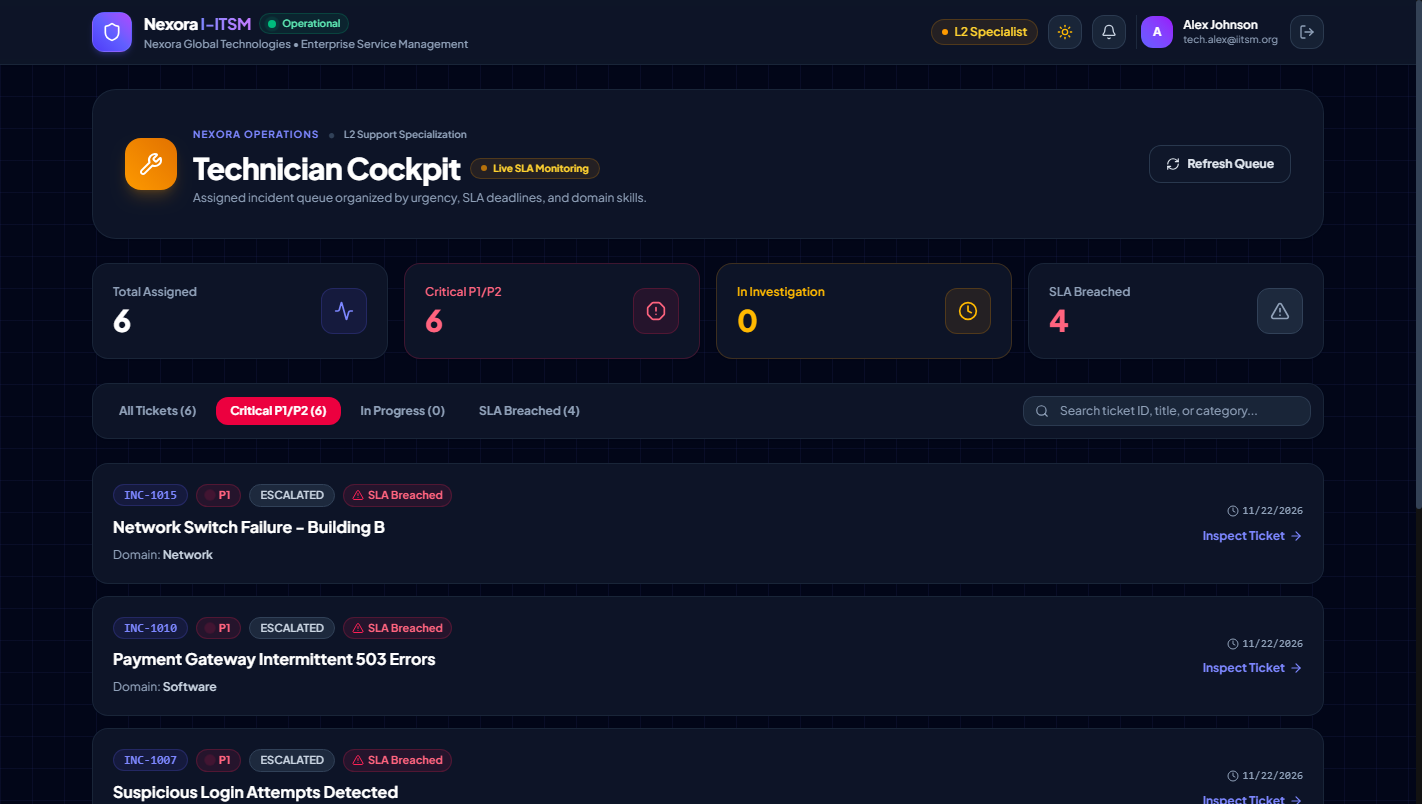 Nexora I-ITSM Operational
Nexora Global Technologies • Enterprise Service Management
L2 Specialist
A
Alex Johnson
tech.alex@iitsm.org
NEXORA OPERATIONS • L2 Support Specialization
Technician Cockpit Live SLA Monitoring
Assigned incident queue organized by urgency, SLA deadlines, and domain skills.
Refresh Queue
Total Assigned
6
Critical P1/P2
6
In Investigation
0
SLA Breached
4
All Tickets (6) Critical P1/P2 (6) In Progress (0) SLA Breached (4)
Search ticket ID, title, or category...
INC-1015 P1 ESCALATED SLA Breached
Network Switch Failure – Building B
Domain: Network
11/22/2026
Inspect Ticket →
INC-1010 P1 ESCALATED SLA Breached
Payment Gateway Intermittent 503 Errors
Domain: Software
11/22/2026
Inspect Ticket →
INC-1007 P1 ESCALATED SLA Breached
Suspicious Login Attempts Detected
11/22/2026
Inspect Ticket →